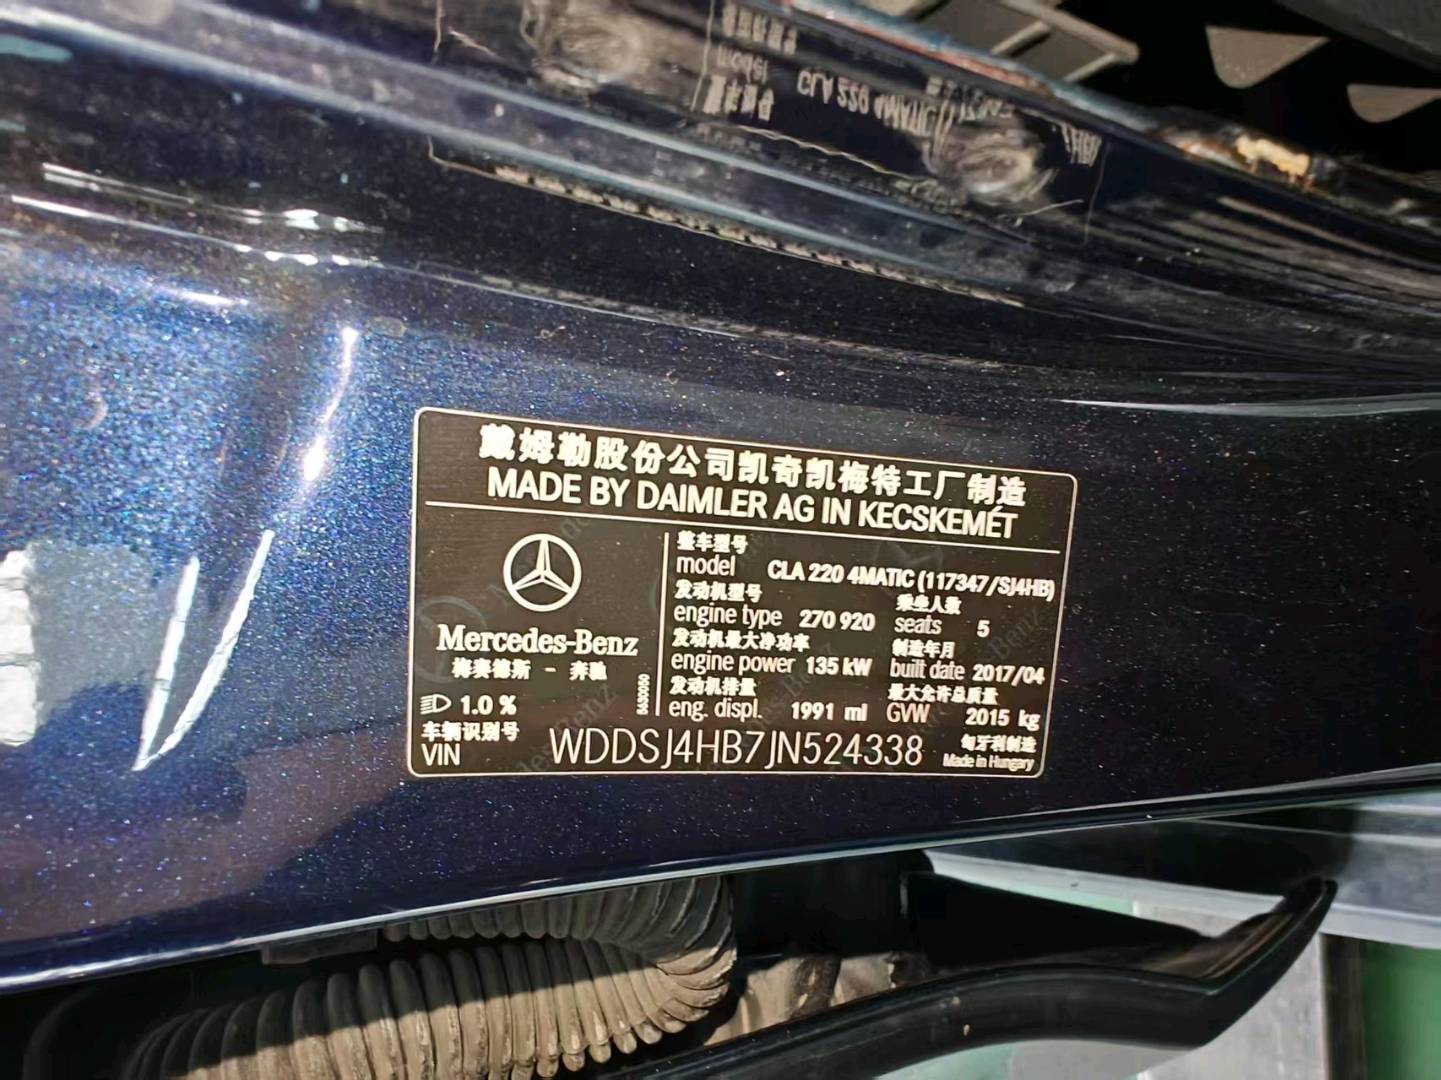 戴姆勒股份公司凯奇凯梅特工厂制造
MADE BY DAIMLER AG IN KECSKEMÉT
Mercedes-Benz
梅赛德斯 - 奔驰
1.0 %
5630060
整车型号
model CLA 220 4MATIC (117347/SJ4HB)
发动机型号 乘坐人数
engine type 270 920 seats 5
发动机最大净功率 制造年月
engine power 135 kW built date 2017/04
发动机排量 最大允许总质量
eng. displ. 1991 ml GVW 2015 kg
车辆识别号
VIN WDDSJ4HB7JN524338
匈牙利制造
Made in Hungary